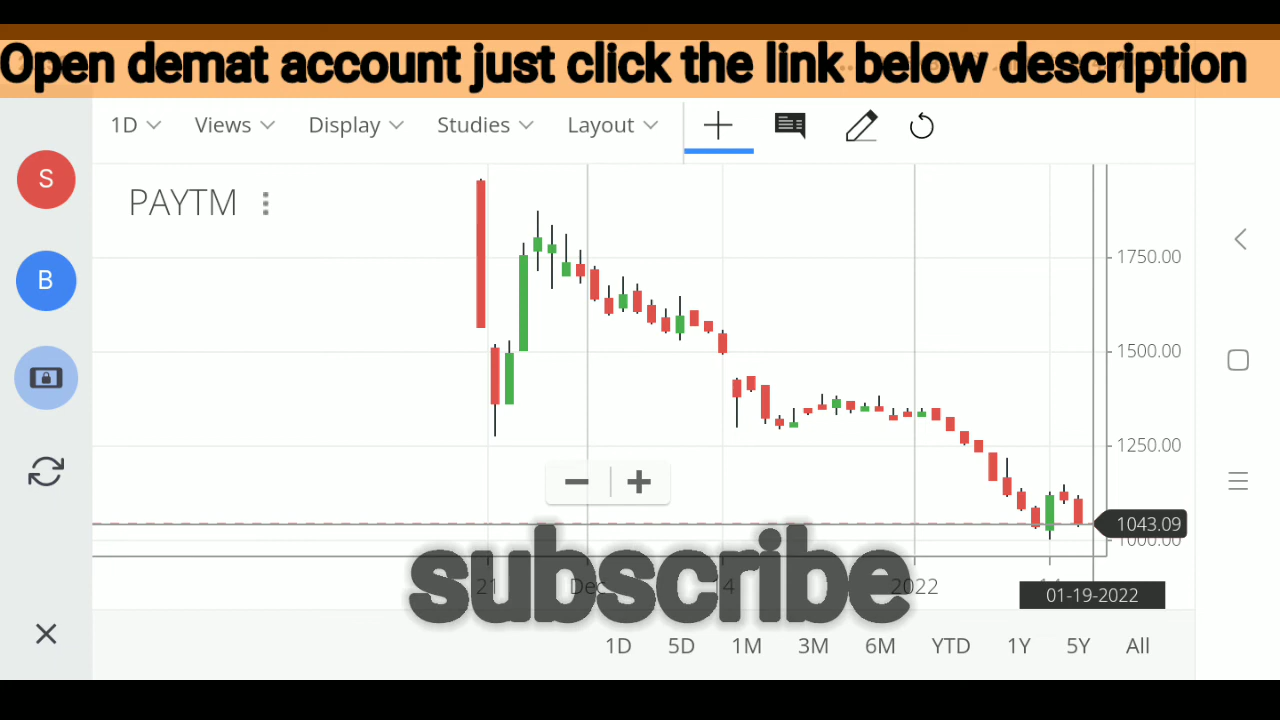 Open demat account just click the link below description
1D Views Display Studies Layout
S
PAYTM
B
1750.00
1500.00
1250.00
1043.09
1000.00
subscribe
21 Dec 4 2022
01-19-2022
1D 5D 1M 3M 6M YTD 1Y 5Y All